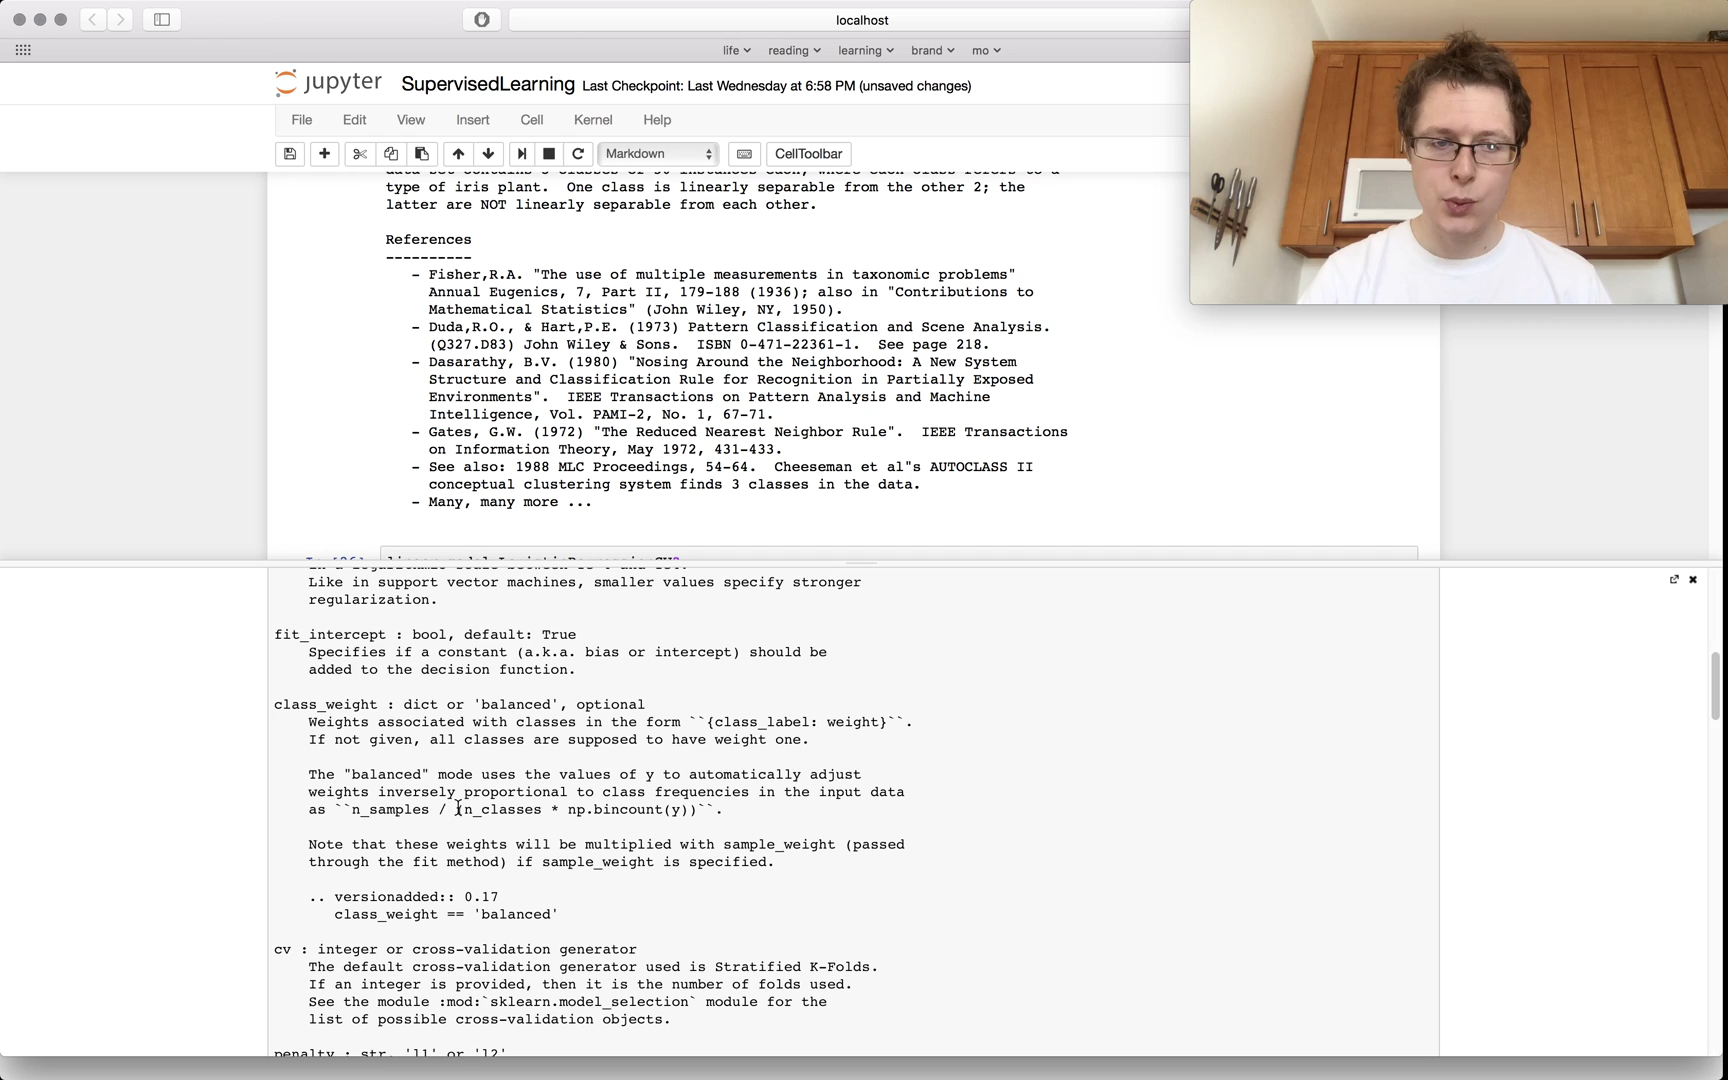 localhost
life reading learning brand mo
jupyter SupervisedLearning Last Checkpoint: Last Wednesday at 6:58 PM (unsaved changes)
File Edit View Insert Cell Kernel Help
Markdown CellToolbar
type of iris plant. One class is linearly separable from the other 2; the
latter are NOT linearly separable from each other.
References
----------
- Fisher,R.A. "The use of multiple measurements in taxonomic problems"
Annual Eugenics, 7, Part II, 179-188 (1936); also in "Contributions to
Mathematical Statistics" (John Wiley, NY, 1950).
- Duda,R.O., & Hart,P.E. (1973) Pattern Classification and Scene Analysis.
(Q327.D83) John Wiley & Sons. ISBN 0-471-22361-1. See page 218.
- Dasarathy, B.V. (1980) "Nosing Around the Neighborhood: A New System
Structure and Classification Rule for Recognition in Partially Exposed
Environments". IEEE Transactions on Pattern Analysis and Machine
Intelligence, Vol. PAMI-2, No. 1, 67-71.
- Gates, G.W. (1972) "The Reduced Nearest Neighbor Rule". IEEE Transactions
on Information Theory, May 1972, 431-433.
- See also: 1988 MLC Proceedings, 54-64. Cheeseman et al"s AUTOCLASS II
conceptual clustering system finds 3 classes in the data.
- Many, many more ...
Like in support vector machines, smaller values specify stronger
regularization.
fit_intercept : bool, default: True
Specifies if a constant (a.k.a. bias or intercept) should be
added to the decision function.
class_weight : dict or 'balanced', optional
Weights associated with classes in the form ``{class_label: weight}``.
If not given, all classes are supposed to have weight one.
The "balanced" mode uses the values of y to automatically adjust
weights inversely proportional to class frequencies in the input data
as ``n_samples / (n_classes * np.bincount(y))``.
Note that these weights will be multiplied with sample_weight (passed
through the fit method) if sample_weight is specified.
.. versionadded:: 0.17
class_weight == 'balanced'
cv : integer or cross-validation generator
The default cross-validation generator used is Stratified K-Folds.
If an integer is provided, then it is the number of folds used.
See the module :mod:`sklearn.model_selection` module for the
list of possible cross-validation objects.
penalty : str, 'l1' or 'l2'